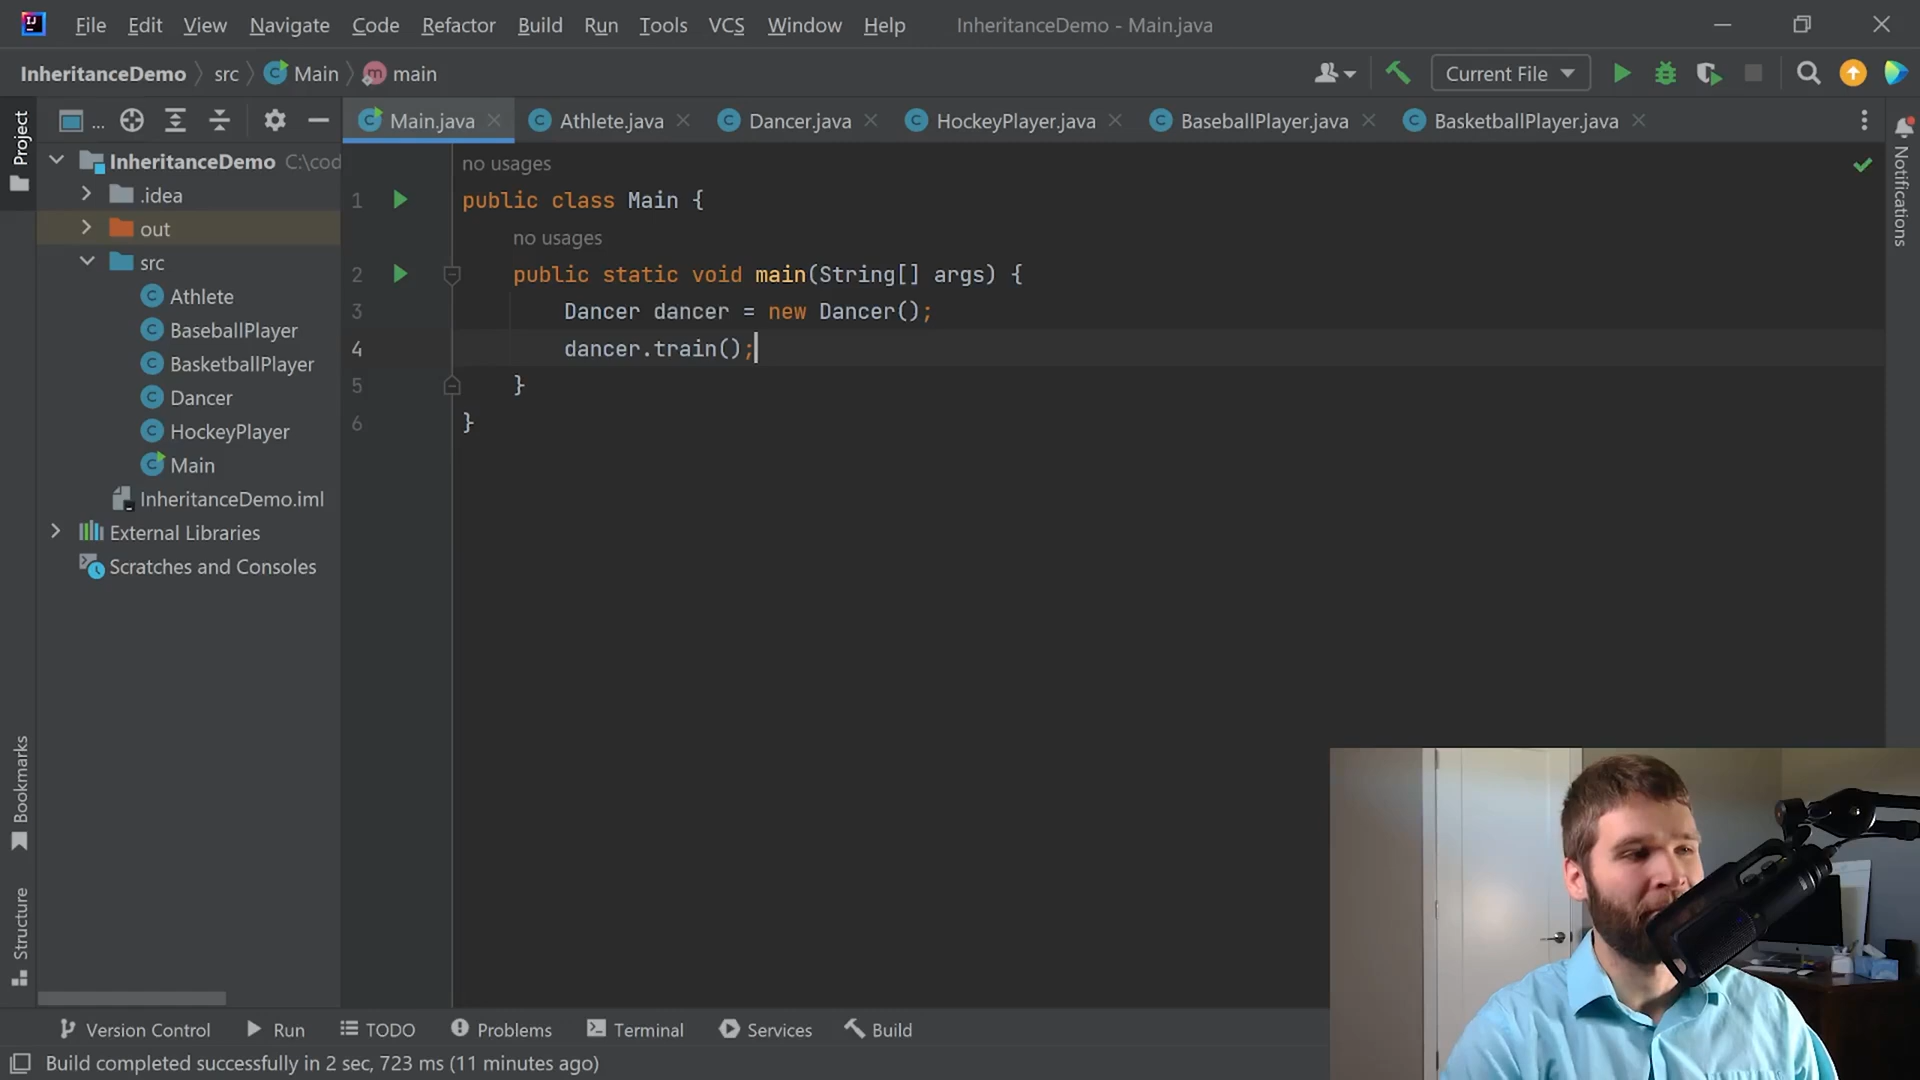 File Edit View Navigate Code Refactor Build Run Tools VCS Window Help InheritanceDemo - Main.java
InheritanceDemo src Main main
Current File
Project
...
Main.java Athlete.java Dancer.java HockeyPlayer.java BaseballPlayer.java BasketballPlayer.java
InheritanceDemo C:\cod
.idea
out
src
Athlete
BaseballPlayer
BasketballPlayer
Dancer
HockeyPlayer
Main
InheritanceDemo.iml
External Libraries
Scratches and Consoles
no usages
1 public class Main {
no usages
2 public static void main(String[] args) {
3 Dancer dancer = new Dancer();
4 dancer.train();
5 }
6 }
Notifications
Bookmarks
Structure
Version Control Run TODO Problems Terminal Services Build
Build completed successfully in 2 sec, 723 ms (11 minutes ago)